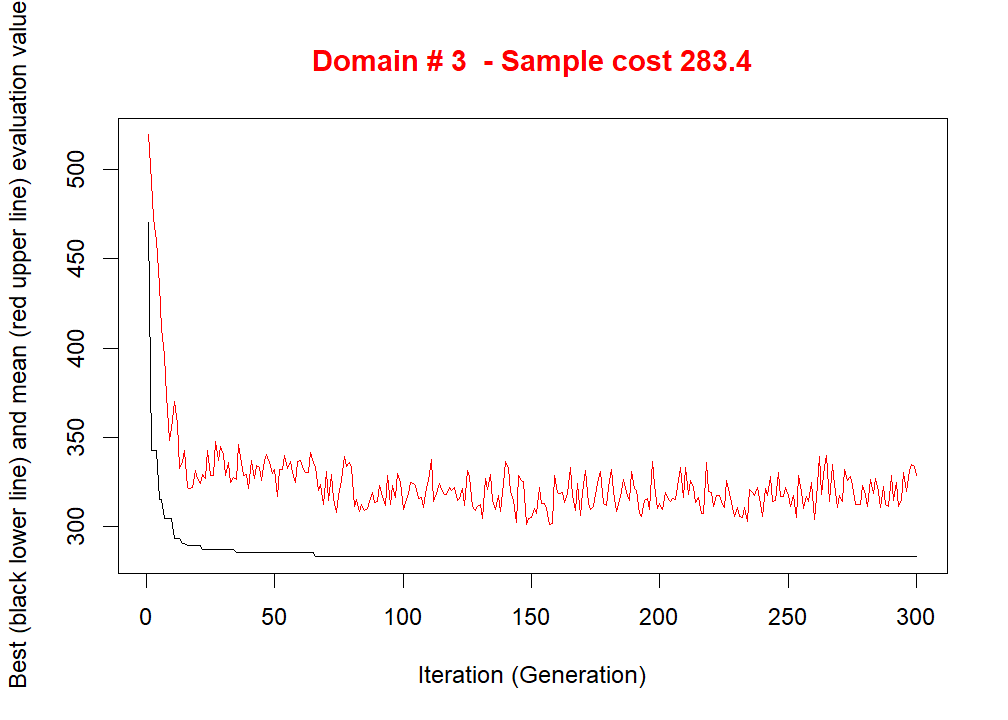 Domain # 3  - Sample cost 283.4
Best (black lower line) and mean (red upper line) evaluation value
500
450
400
350
300
0 50 100 150 200 250 300
Iteration (Generation)